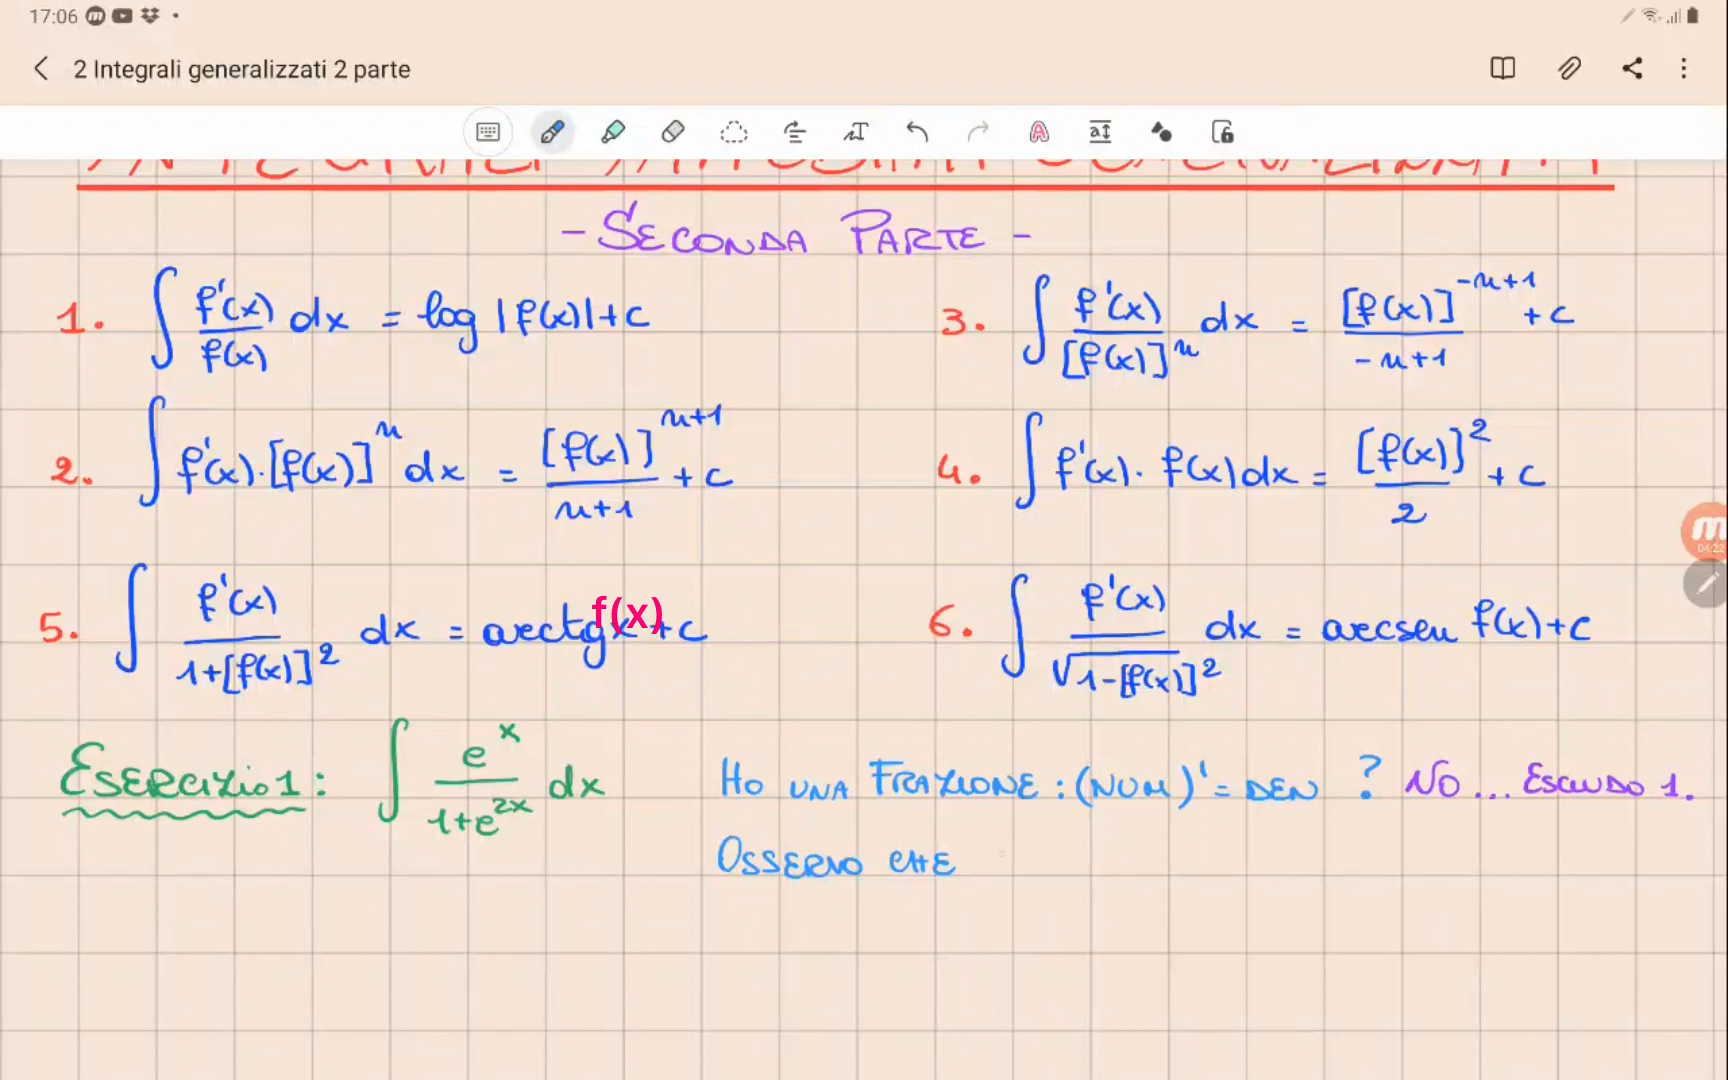 17:06
2 Integrali generalizzati 2 parte
- SECONDA PARTE -
1. ∫ f'(x)/f(x) dx = log |f(x)| + c
3. ∫ f'(x)/[f(x)]^n dx = [f(x)]^(-n+1)/(-n+1) + c
2. ∫ f'(x)·[f(x)]^n dx = [f(x)]^(n+1)/(n+1) + c
4. ∫ f'(x)·f(x) dx = [f(x)]^2/2 + c
5. ∫ f'(x)/(1+[f(x)]^2) dx = arctg x f(x) + c
6. ∫ f'(x)/√(1-[f(x)]^2) dx = arcsen f(x) + c
ESERCIZIO 1: ∫ e^x/(1+e^(2x)) dx
HO UNA FRAZIONE: (NUM)' = DEN ? NO... ESCLUDO 1.
OSSERVO CHE
04:22